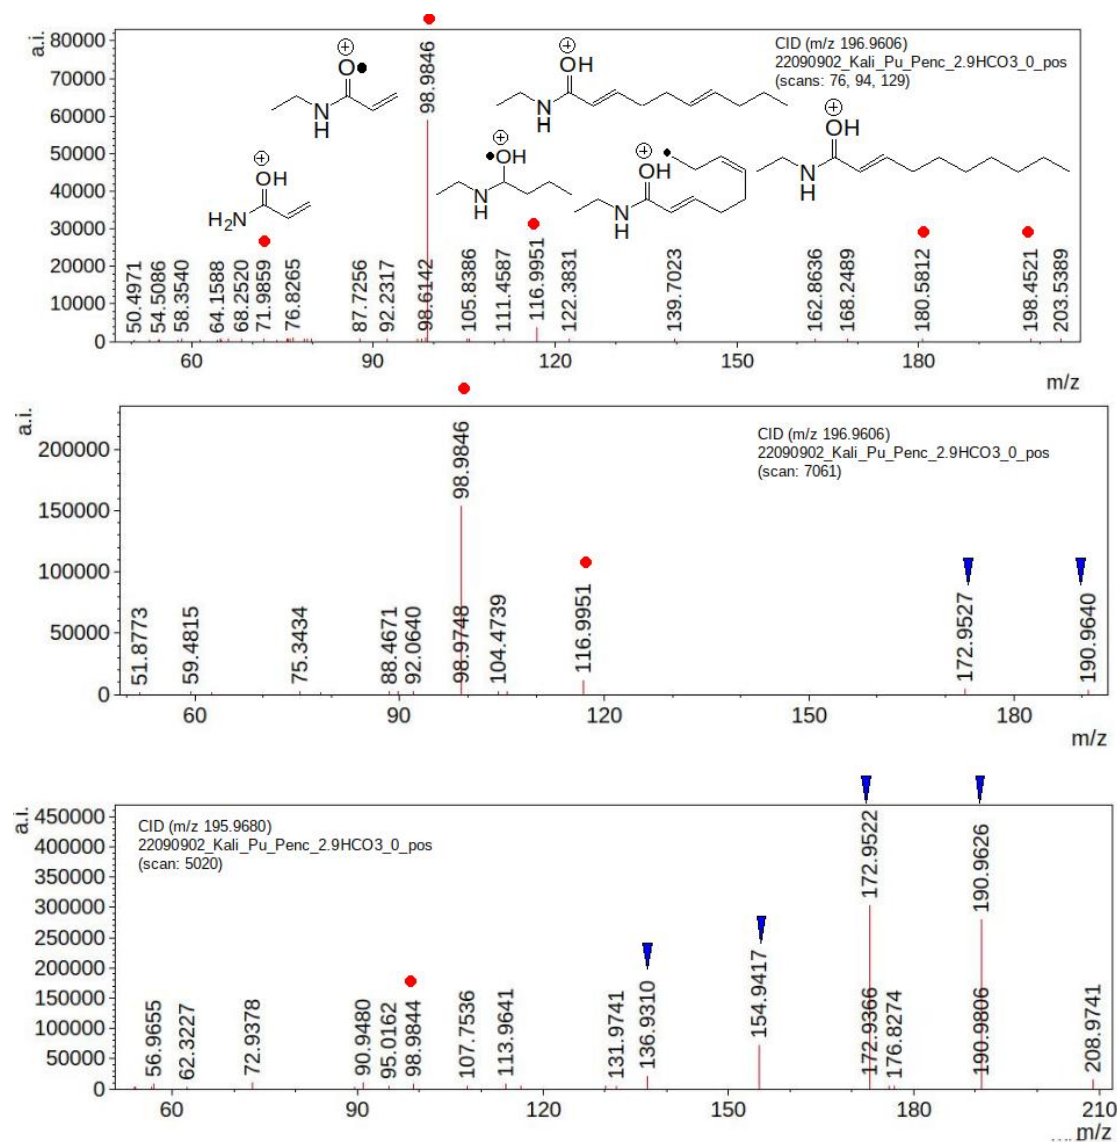 a.i.
80000
70000
60000
50000
40000
30000
20000
10000
0
CID (m/z 196.9606)
22090902_Kali_Pu_Penc_2.9HCO3_0_pos
(scans: 76, 94, 129)
O
N
H
OH
H2N
OH
N
H
OH
N
H
OH
N
H
OH
N
H
50.4971
54.5086
58.3540
64.1588
68.2520
71.9859
76.8265
87.7256
92.2317
98.6142
98.9846
105.8386
111.4587
116.9951
122.3831
139.7023
162.8636
168.2489
180.5812
198.4521
203.5389
60 90 120 150 180
m/z
a.i.
200000
150000
100000
50000
0
CID (m/z 196.9606)
22090902_Kali_Pu_Penc_2.9HCO3_0_pos
(scan: 7061)
51.8773
59.4815
75.3434
88.4671
92.0640
98.9748
98.9846
104.4739
116.9951
172.9527
190.9640
60 90 120 150 180
m/z
a.i.
450000
400000
350000
300000
250000
200000
150000
100000
50000
0
CID (m/z 195.9680)
22090902_Kali_Pu_Penc_2.9HCO3_0_pos
(scan: 5020)
56.9655
62.3227
72.9378
90.9480
95.0162
98.9844
107.7536
113.9641
131.9741
136.9310
154.9417
172.9522
172.9366
176.8274
190.9626
190.9806
208.9741
60 90 120 150 180 210
m/z